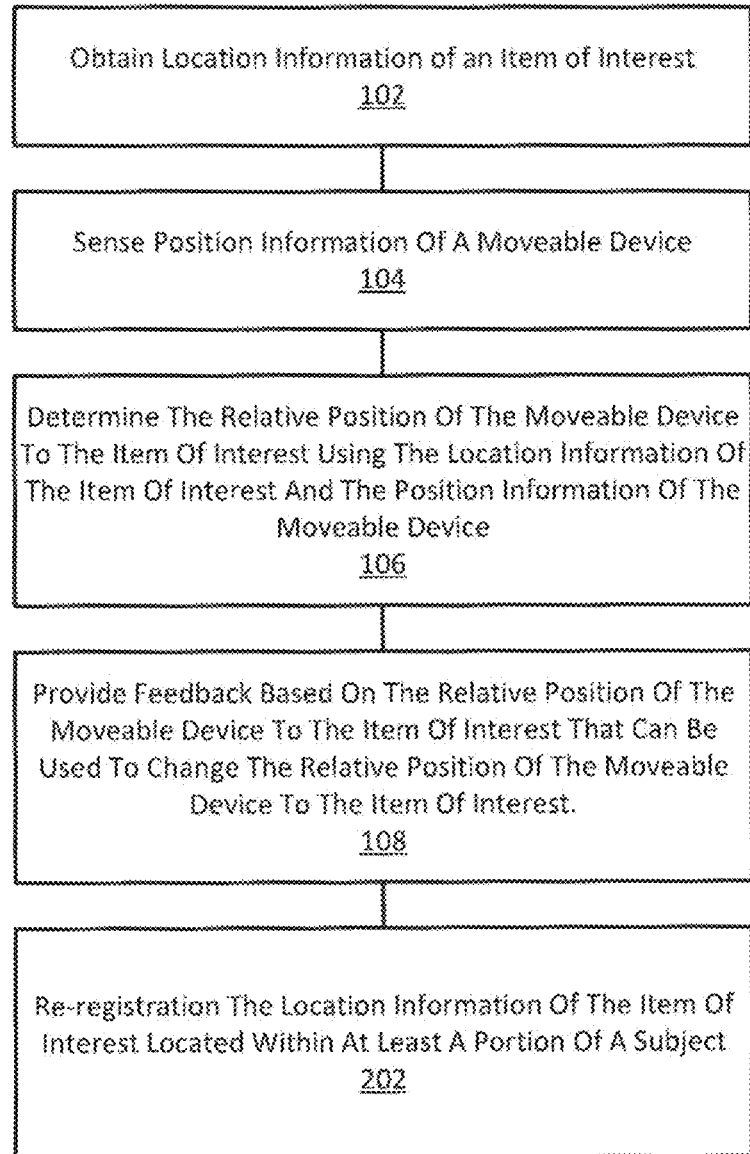 Obtain Location Information of an Item of Interest
102
Sense Position Information Of A Moveable Device
104
Determine The Relative Position Of The Moveable Device
To The Item Of Interest Using The Location Information Of
The Item Of Interest And The Position Information Of The
Moveable Device
106
Provide Feedback Based On The Relative Position Of The
Moveable Device To The Item Of Interest That Can Be
Used To Change The Relative Position Of The Moveable
Device To The Item Of Interest.
108
Re-registration The Location Information Of The Item Of
Interest Located Within At Least A Portion Of A Subject
202